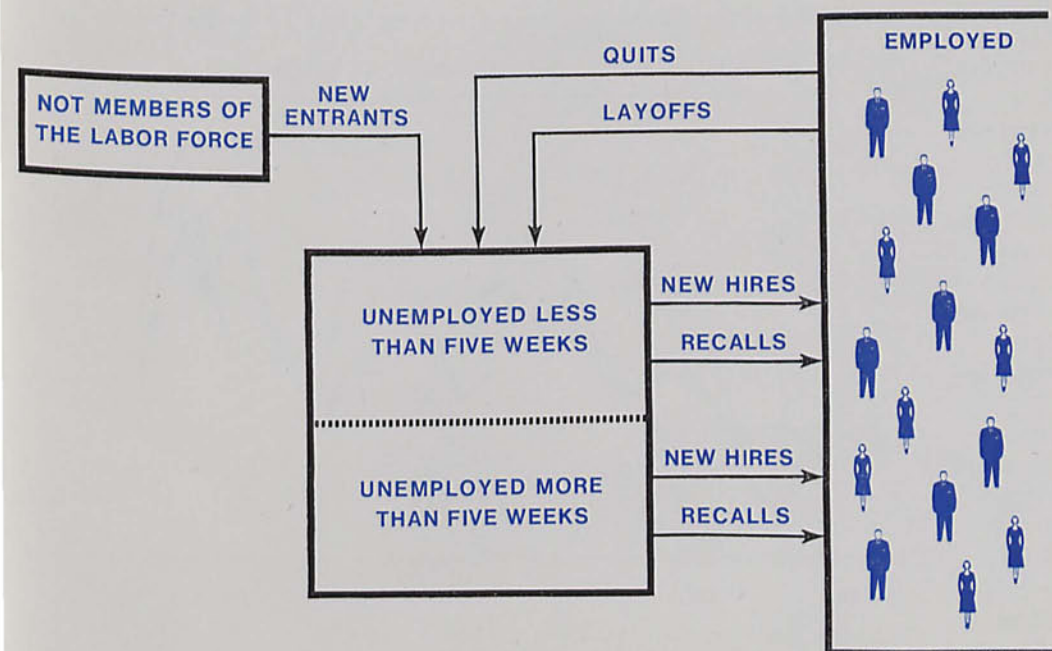 EMPLOYED
QUITS
NEW
ENTRANTS
LAYOFFS
NOT MEMBERS OF
THE LABOR FORCE
UNEMPLOYED LESS
THAN FIVE WEEKS
NEW HIRES
RECALLS
UNEMPLOYED MORE
THAN FIVE WEEKS
NEW HIRES
RECALLS